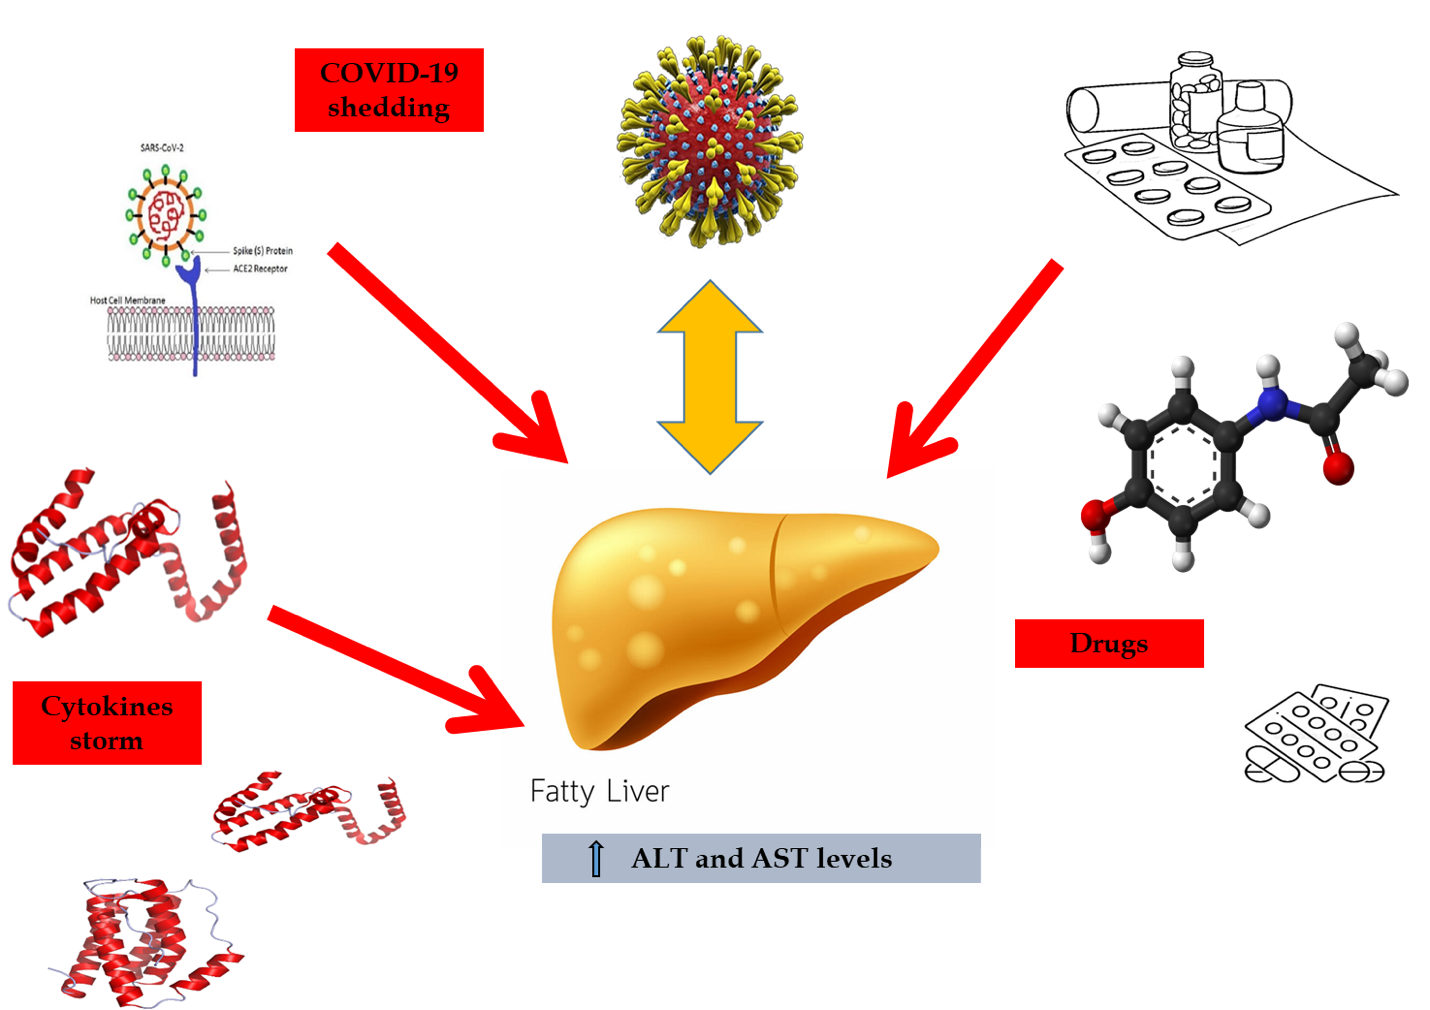 COVID-19
shedding
SARS-CoV-2
Spike (S) Protein
ACE2 Receptor
Host Cell Membrane
Drugs
Cytokines
storm
Fatty Liver
ALT and AST levels